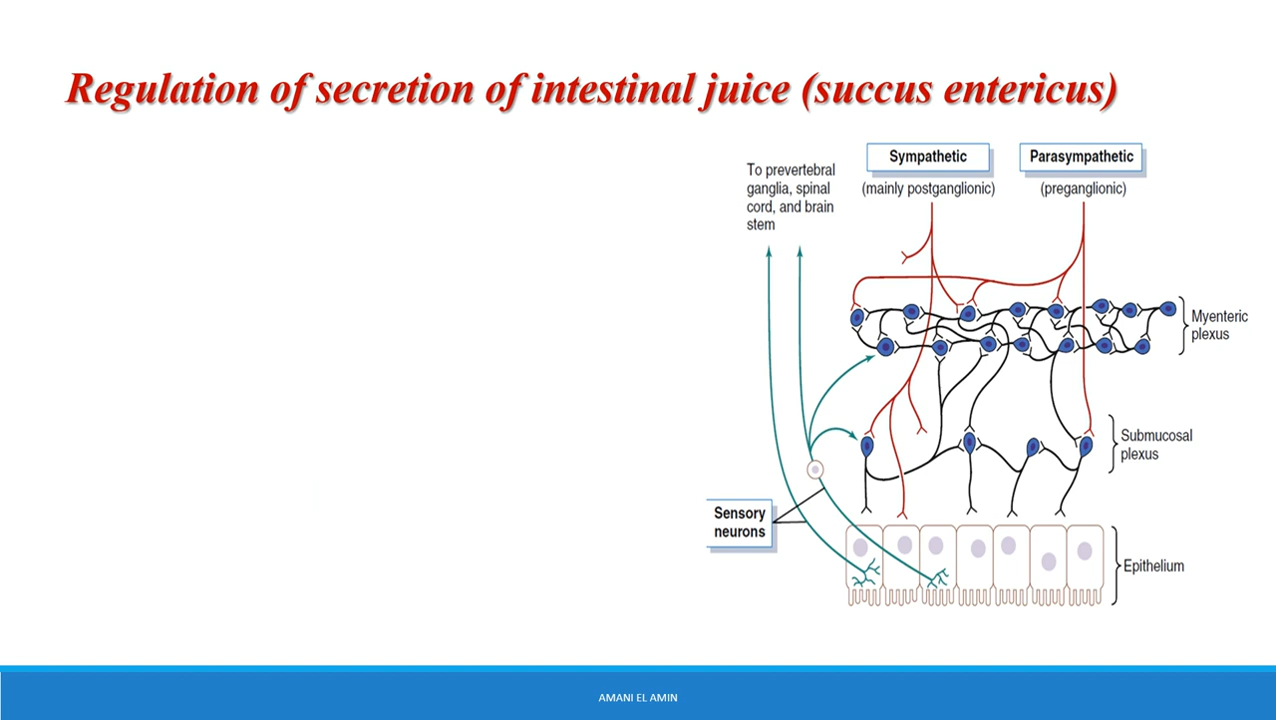 Regulation of secretion of intestinal juice (succus entericus)
To prevertebral
ganglia, spinal
cord, and brain
stem
Sympathetic
(mainly postganglionic)
Parasympathetic
(preganglionic)
Myenteric
plexus
Submucosal
plexus
Sensory
neurons
Epithelium
AMANI EL AMIN